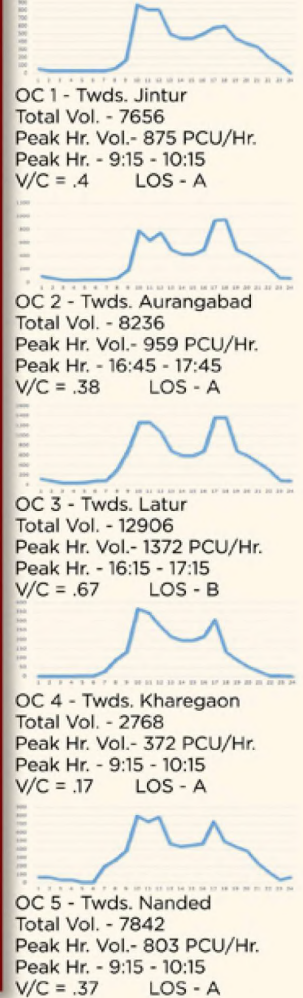 OC 1 - Twds. Jintur
Total Vol. - 7656
Peak Hr. Vol.- 875 PCU/Hr.
Peak Hr. - 9:15 - 10:15
V/C = .4 LOS - A
OC 2 - Twds. Aurangabad
Total Vol. - 8236
Peak Hr. Vol.- 959 PCU/Hr.
Peak Hr. - 16:45 - 17:45
V/C = .38 LOS - A
OC 3 - Twds. Latur
Total Vol. - 12906
Peak Hr. Vol.- 1372 PCU/Hr.
Peak Hr. - 16:15 - 17:15
V/C = .67 LOS - B
OC 4 - Twds. Kharegaon
Total Vol. - 2768
Peak Hr. Vol.- 372 PCU/Hr.
Peak Hr. - 9:15 - 10:15
V/C = .17 LOS - A
OC 5 - Twds. Nanded
Total Vol. - 7842
Peak Hr. Vol.- 803 PCU/Hr.
Peak Hr. - 9:15 - 10:15
V/C = .37 LOS - A